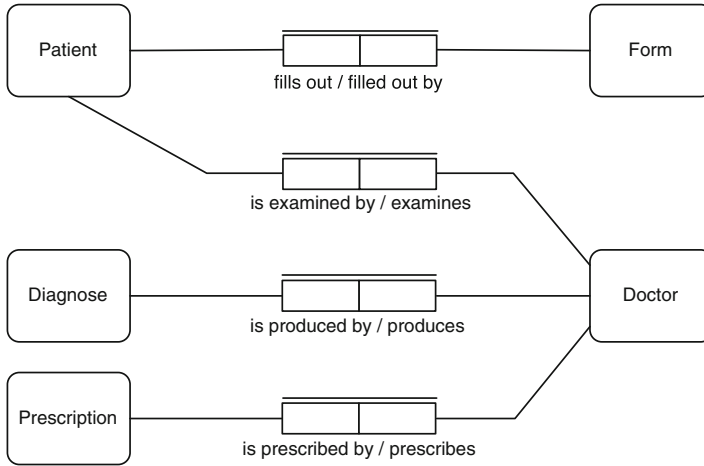 Patient
Form
fills out / filled out by
is examined by / examines
Diagnose
Doctor
is produced by / produces
Prescription
is prescribed by / prescribes